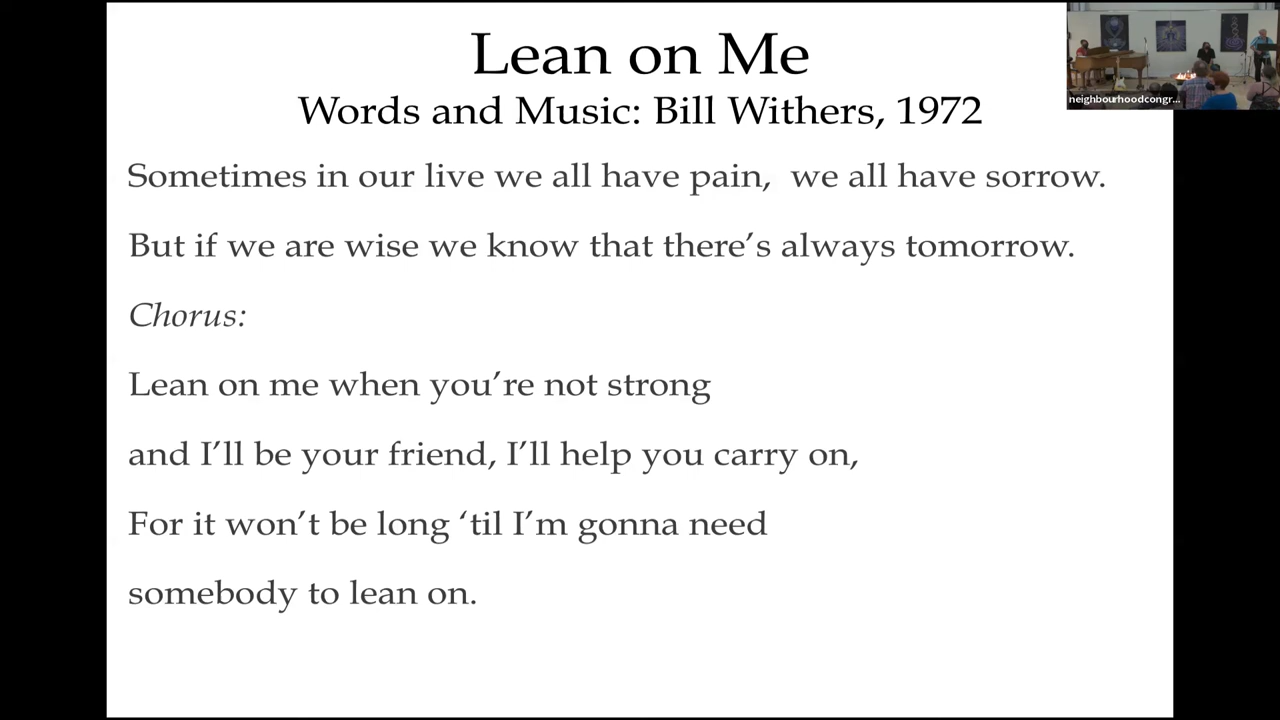 Lean on Me
Words and Music: Bill Withers, 1972
neighbourhoodcongr...
Sometimes in our live we all have pain,  we all have sorrow.
But if we are wise we know that there’s always tomorrow.
Chorus:
Lean on me when you’re not strong
and I’ll be your friend, I’ll help you carry on,
For it won’t be long ‘til I’m gonna need
somebody to lean on.